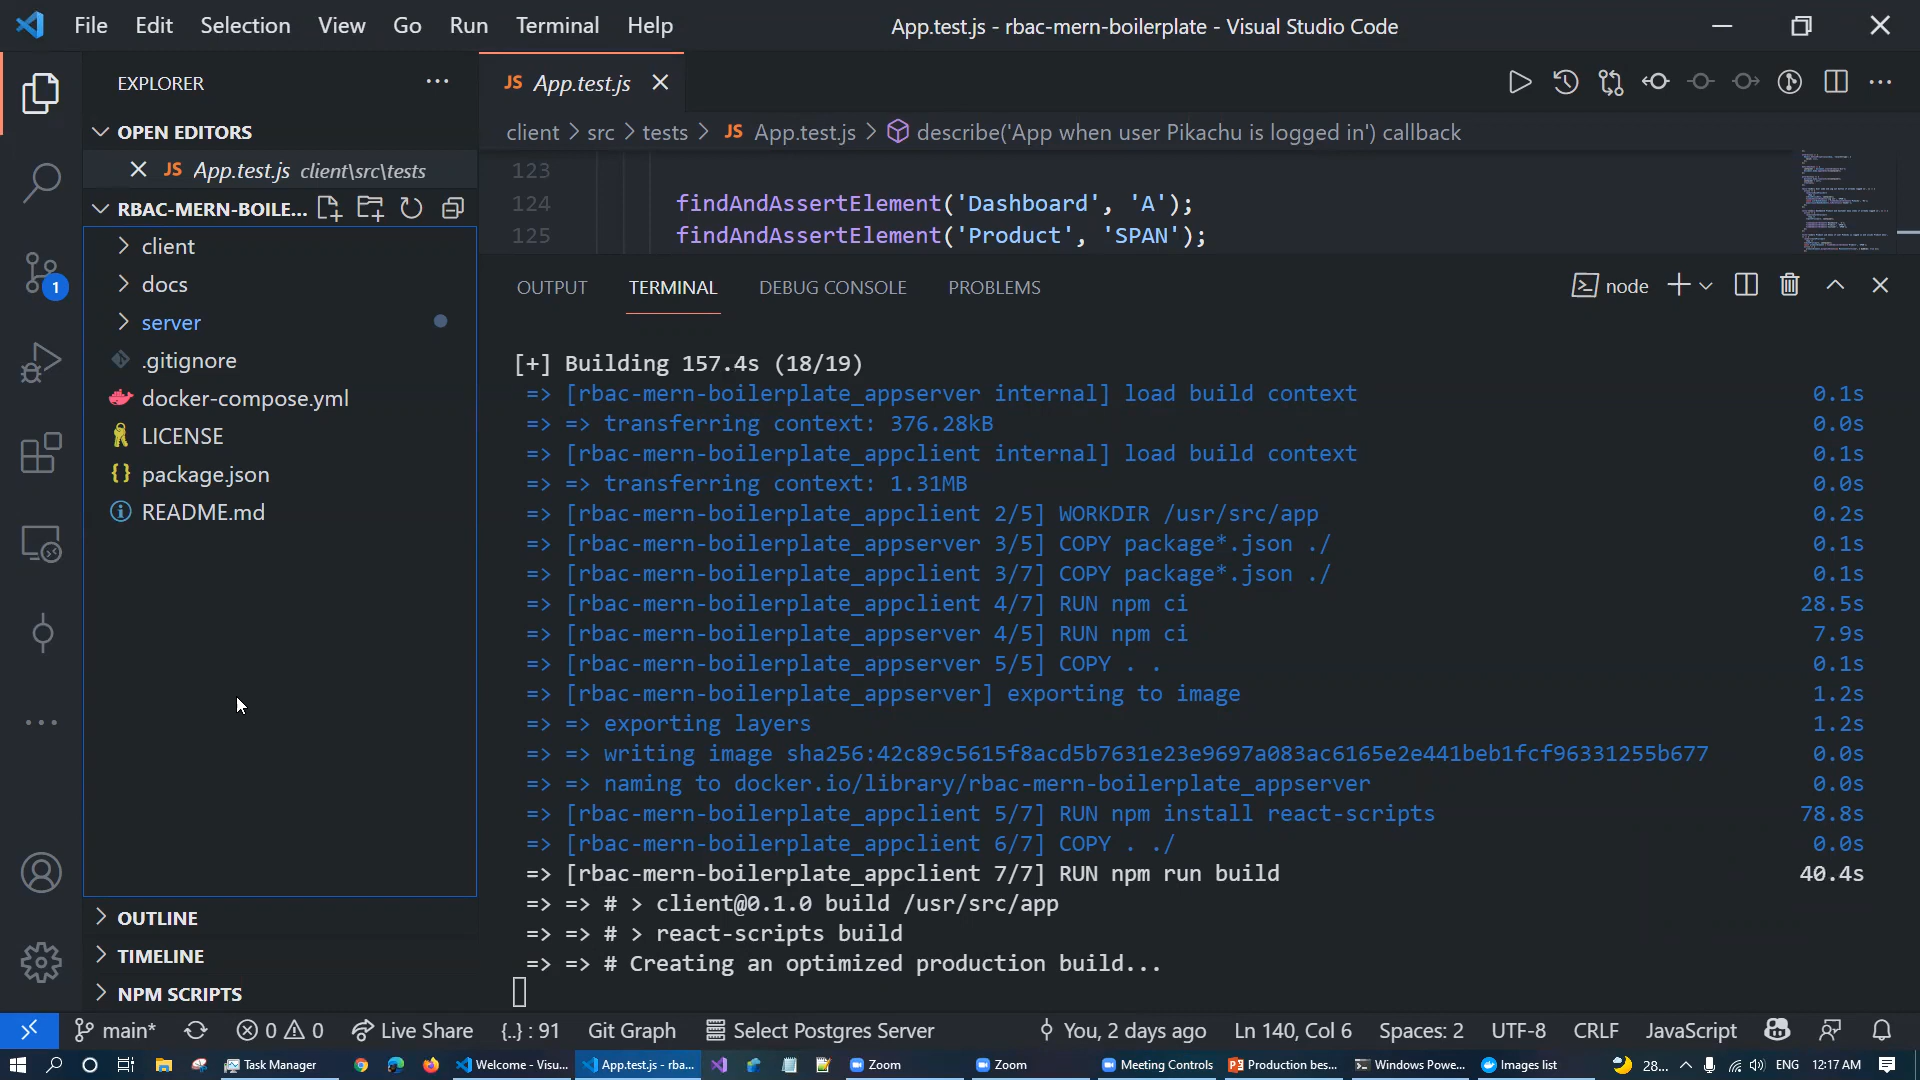 File Edit Selection View Go Run Terminal Help
App.test.js - rbac-mern-boilerplate - Visual Studio Code
EXPLORER
OPEN EDITORS
JS App.test.js client\src\tests
RBAC-MERN-BOILE...
client
docs
server
.gitignore
docker-compose.yml
LICENSE
package.json
README.md
OUTLINE
TIMELINE
NPM SCRIPTS
1
JS App.test.js
client > src > tests > JS App.test.js > describe('App when user Pikachu is logged in') callback
123
124 findAndAssertElement('Dashboard', 'A');
125 findAndAssertElement('Product', 'SPAN');
OUTPUT TERMINAL DEBUG CONSOLE PROBLEMS
node
[+] Building 157.4s (18/19)
=> [rbac-mern-boilerplate_appserver internal] load build context 0.1s
=> => transferring context: 376.28kB 0.0s
=> [rbac-mern-boilerplate_appclient internal] load build context 0.1s
=> => transferring context: 1.31MB 0.0s
=> [rbac-mern-boilerplate_appclient 2/5] WORKDIR /usr/src/app 0.2s
=> [rbac-mern-boilerplate_appserver 3/5] COPY package*.json ./ 0.1s
=> [rbac-mern-boilerplate_appclient 3/7] COPY package*.json ./ 0.1s
=> [rbac-mern-boilerplate_appclient 4/7] RUN npm ci 28.5s
=> [rbac-mern-boilerplate_appserver 4/5] RUN npm ci 7.9s
=> [rbac-mern-boilerplate_appserver 5/5] COPY . . 0.1s
=> [rbac-mern-boilerplate_appserver] exporting to image 1.2s
=> => exporting layers 1.2s
=> => writing image sha256:42c89c5615f8acd5b7631e23e9697a083ac6165e2e441beb1fcf96331255b677 0.0s
=> => naming to docker.io/library/rbac-mern-boilerplate_appserver 0.0s
=> [rbac-mern-boilerplate_appclient 5/7] RUN npm install react-scripts 78.8s
=> [rbac-mern-boilerplate_appclient 6/7] COPY . ./ 0.0s
=> [rbac-mern-boilerplate_appclient 7/7] RUN npm run build 40.4s
=> => # > client@0.1.0 build /usr/src/app
=> => # > react-scripts build
=> => # Creating an optimized production build...
main* 0 0 Live Share {..} : 91 Git Graph Select Postgres Server You, 2 days ago Ln 140, Col 6 Spaces: 2 UTF-8 CRLF JavaScript
Task Manager Welcome - Visu... App.test.js - rba... Zoom Zoom Meeting Controls Production bes... Windows Powe... Images list 28... ENG 12:17 AM